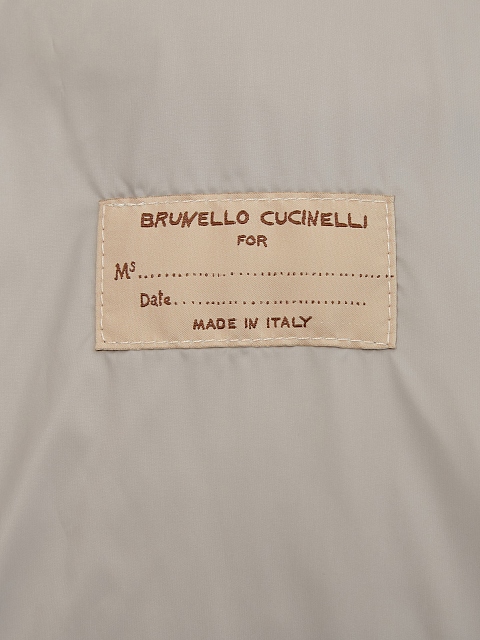 BRUNELLO CUCINELLI
FOR
Ms.......................................
Date.............................
MADE IN ITALY